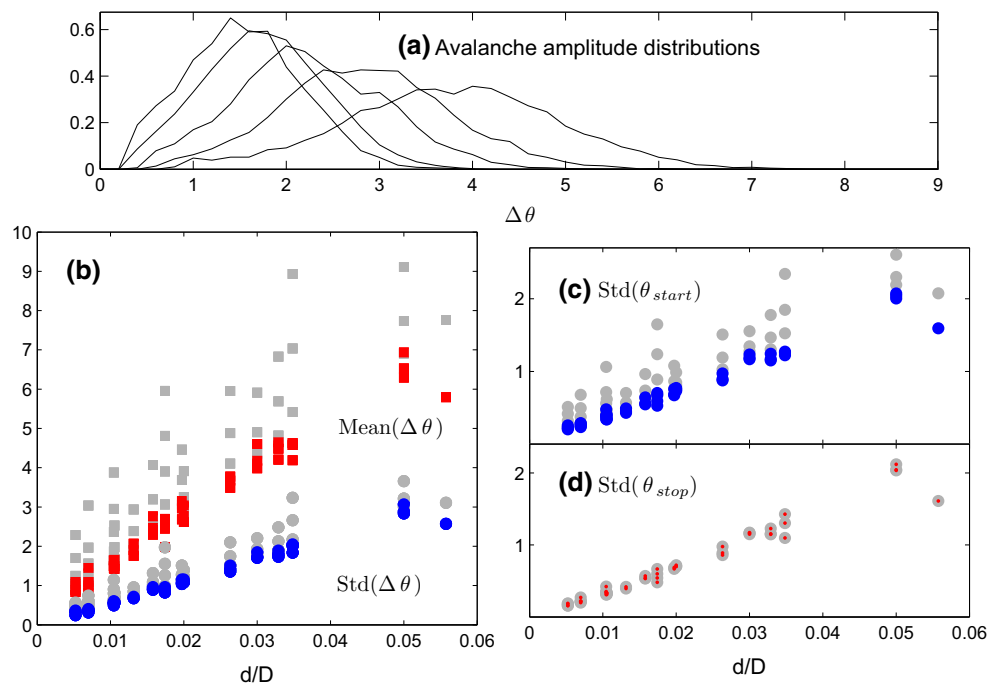 (a) Avalanche amplitude distributions
0.6
0.4
0.2
0
0 1 2 3 4 5 6 7 8 9
Δθ
(b)
10
9
8
7
6
5
4
3
2
1
0
Mean(Δθ)
Std(Δθ)
0 0.01 0.02 0.03 0.04 0.05 0.06
d/D
(c) Std(θstart)
2
1
(d) Std(θstop)
2
1
0 0.01 0.02 0.03 0.04 0.05 0.06
d/D